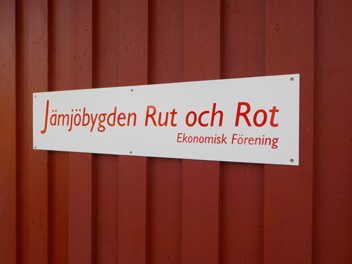 Jämjöbygden Rut och Rot
Ekonomisk Förening